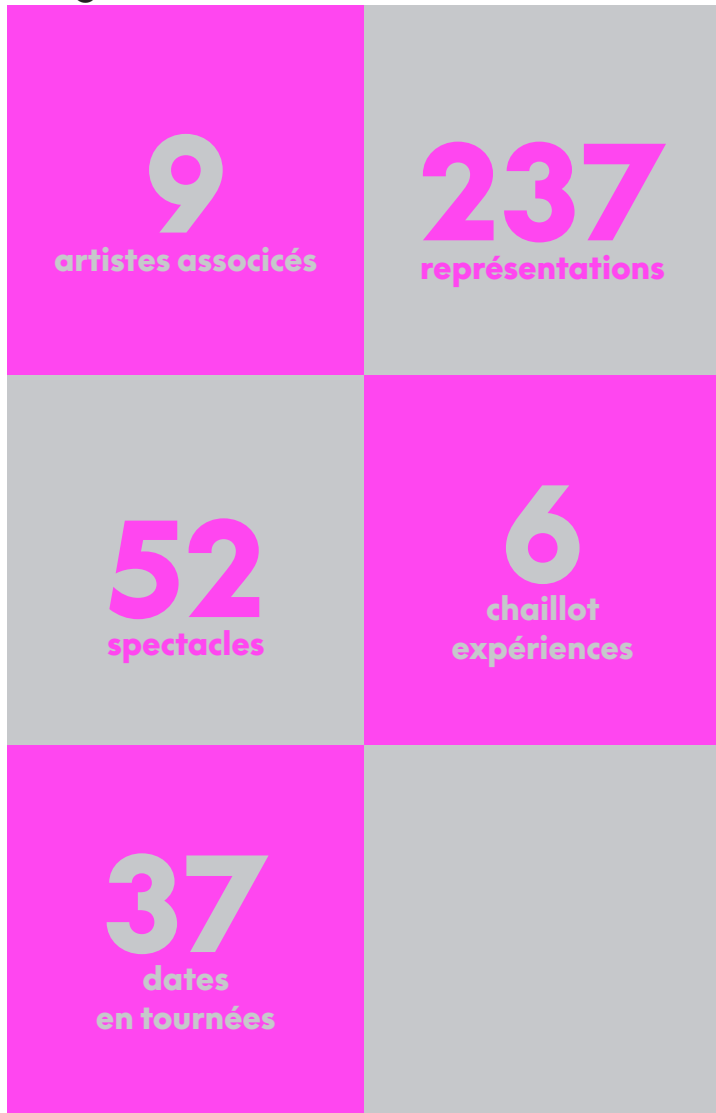 9
artistes associcés
237
représentations
52
spectacles
6
chaillot
expériences
37
dates
en tournées